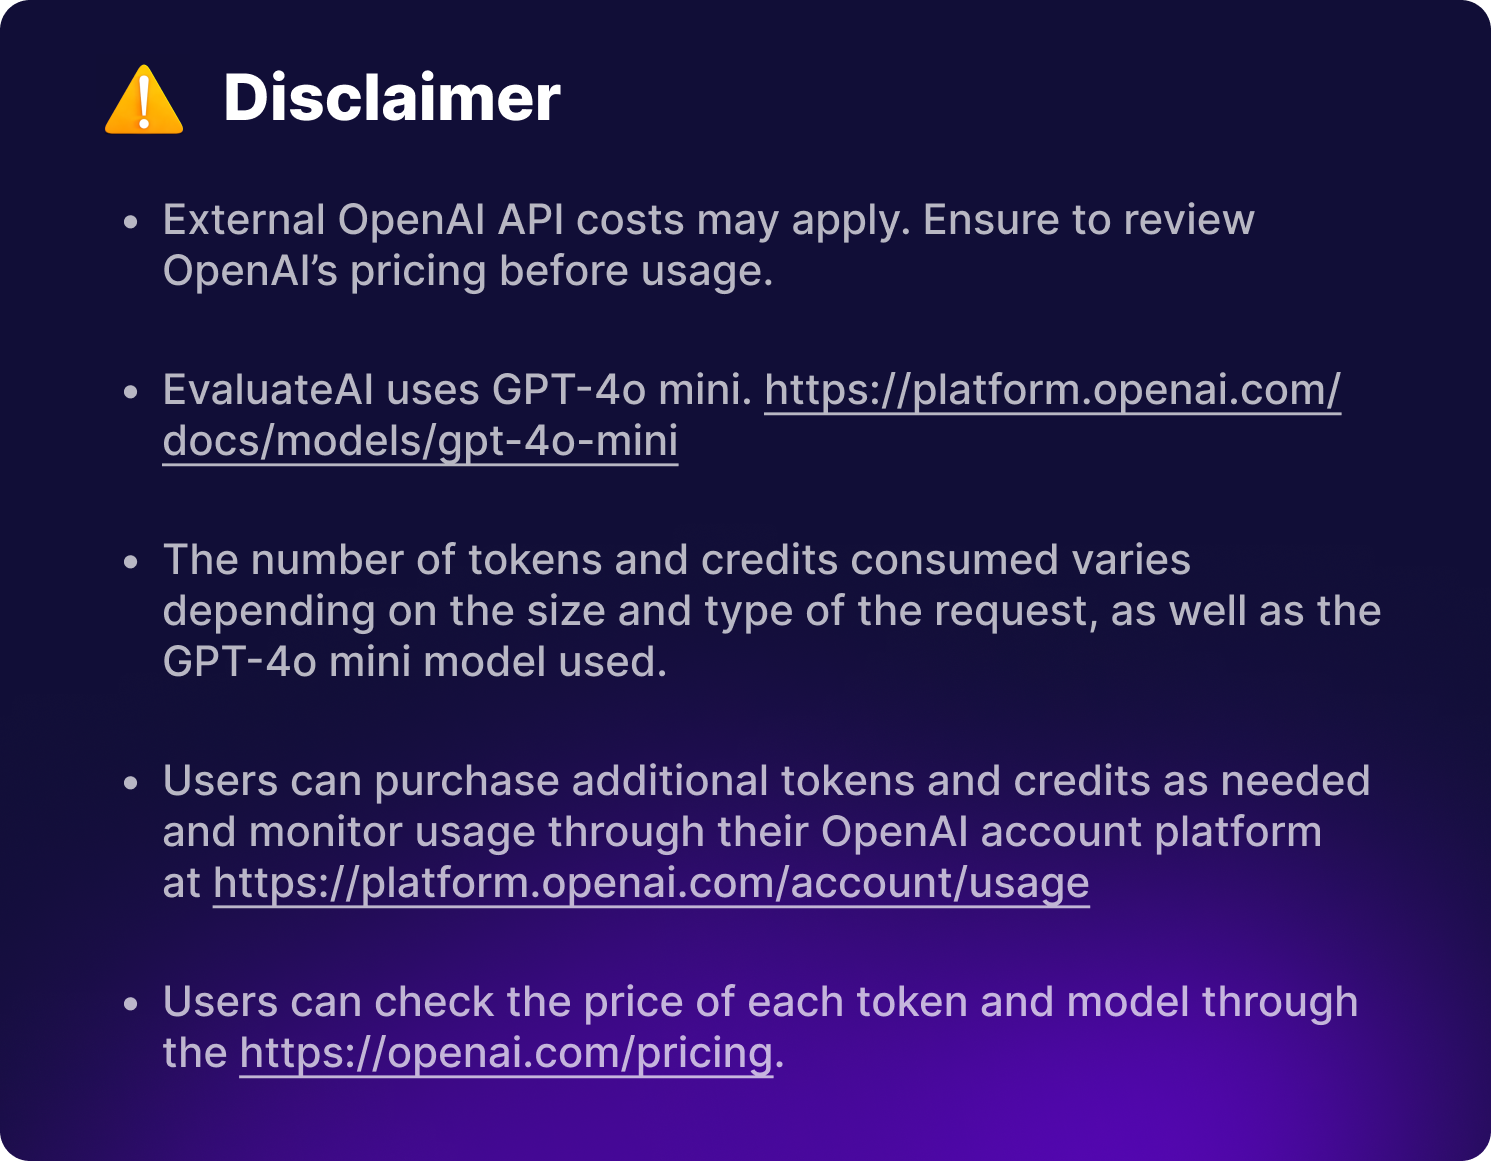 Disclaimer
• External OpenAI API costs may apply. Ensure to review
OpenAI’s pricing before usage.
• EvaluateAI uses GPT-4o mini. https://platform.openai.com/
docs/models/gpt-4o-mini
• The number of tokens and credits consumed varies
depending on the size and type of the request, as well as the
GPT-4o mini model used.
• Users can purchase additional tokens and credits as needed
and monitor usage through their OpenAI account platform
at https://platform.openai.com/account/usage
• Users can check the price of each token and model through
the https://openai.com/pricing.